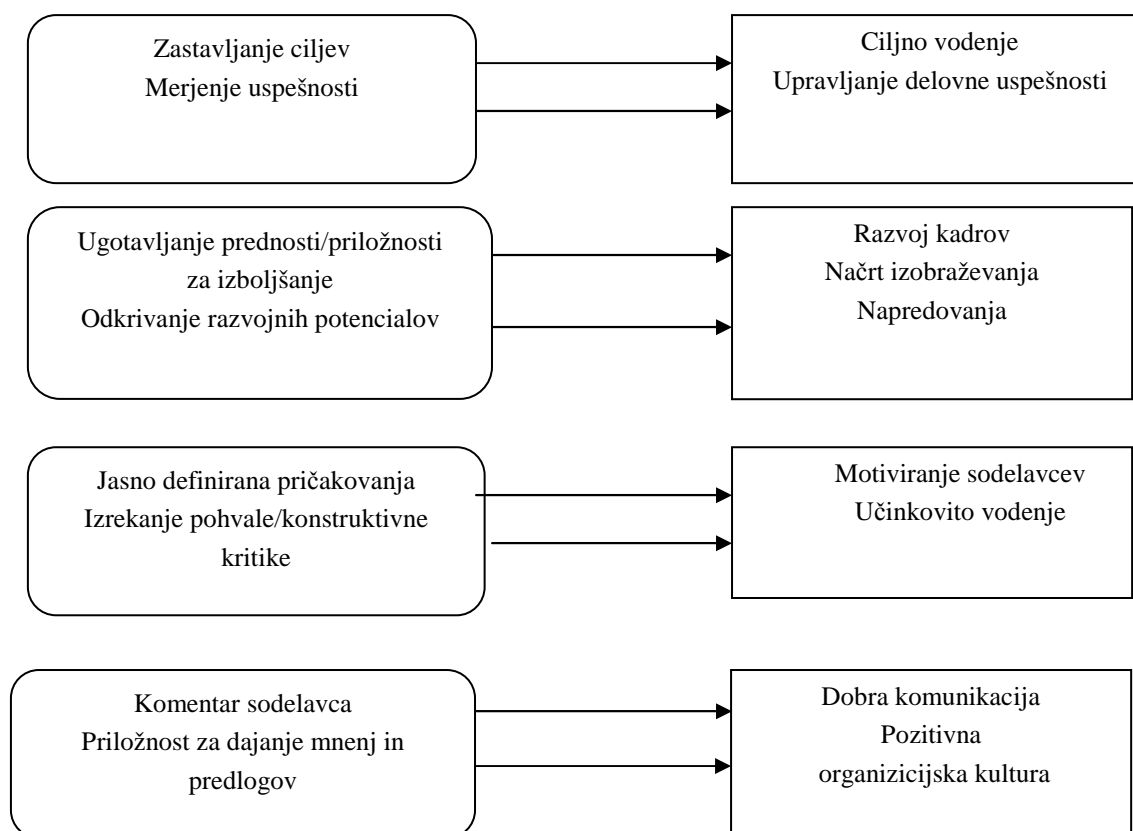 Zastavljanje ciljev
Merjenje uspešnosti
Ciljno vodenje
Upravljanje delovne uspešnosti
Ugotavljanje prednosti/priložnosti
za izboljšanje
Odkrivanje razvojnih potencialov
Razvoj kadrov
Načrt izobraževanja
Napredovanja
Jasno definirana pričakovanja
Izrekanje pohvale/konstruktivne
kritike
Motiviranje sodelavcev
Učinkovito vodenje
Komentar sodelavca
Priložnost za dajanje mnenj in
predlogov
Dobra komunikacija
Pozitivna
organizicijska kultura